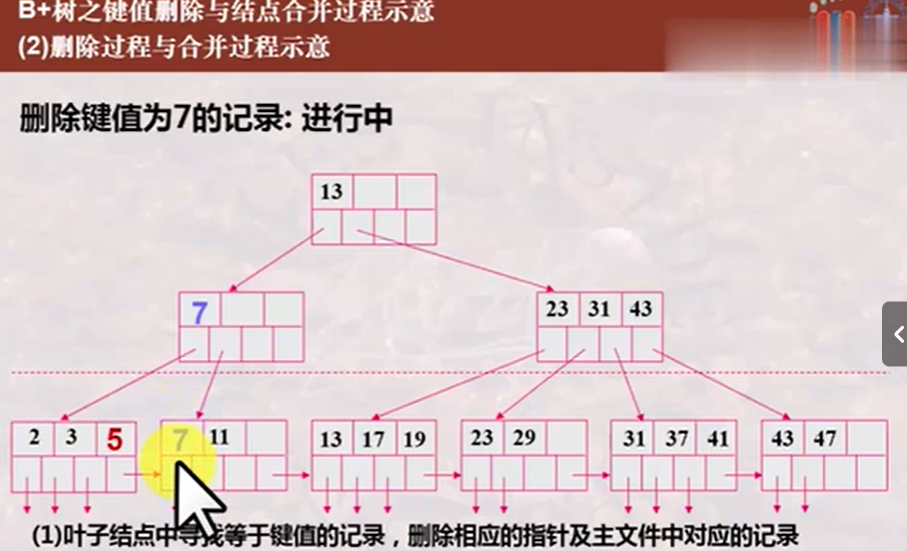 B+树之键值删除与结点合并过程示意
(2)删除过程与合并过程示意
删除键值为7的记录: 进行中
13
7
23 31 43
2 3 5
7 11
13 17 19
23 29
31 37 41
43 47
(1)叶子结点中寻找等于键值的记录，删除相应的指针及主文件中对应的记录